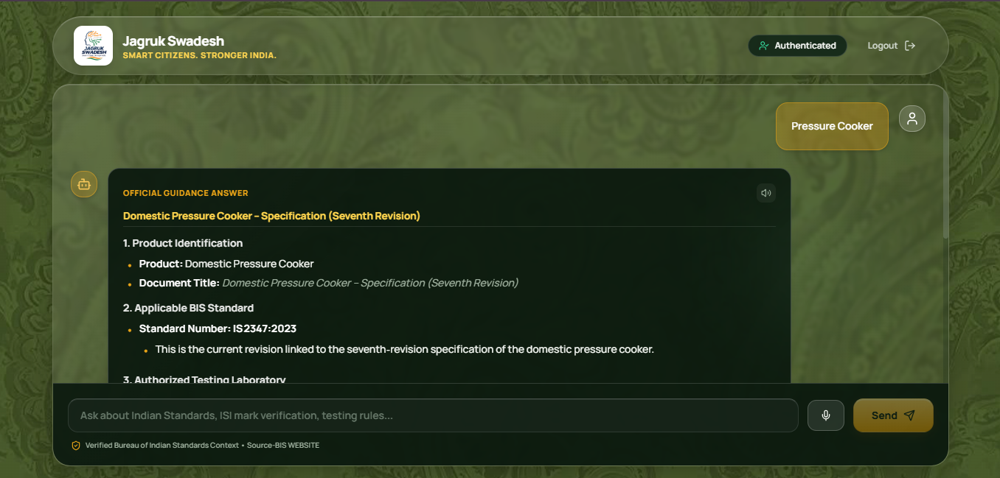 JAGRUK
SWADESH
Jagruk Swadesh
SMART CITIZENS. STRONGER INDIA.
Authenticated
Logout
Pressure Cooker
OFFICIAL GUIDANCE ANSWER
Domestic Pressure Cooker – Specification (Seventh Revision)
1. Product Identification
Product: Domestic Pressure Cooker
Document Title: Domestic Pressure Cooker – Specification (Seventh Revision)
2. Applicable BIS Standard
Standard Number: IS 2347:2023
This is the current revision linked to the seventh-revision specification of the domestic pressure cooker.
3. Authorized Testing Laboratory
Ask about Indian Standards, ISI mark verification, testing rules...
Send
Verified Bureau of Indian Standards Context • Source-BIS WEBSITE